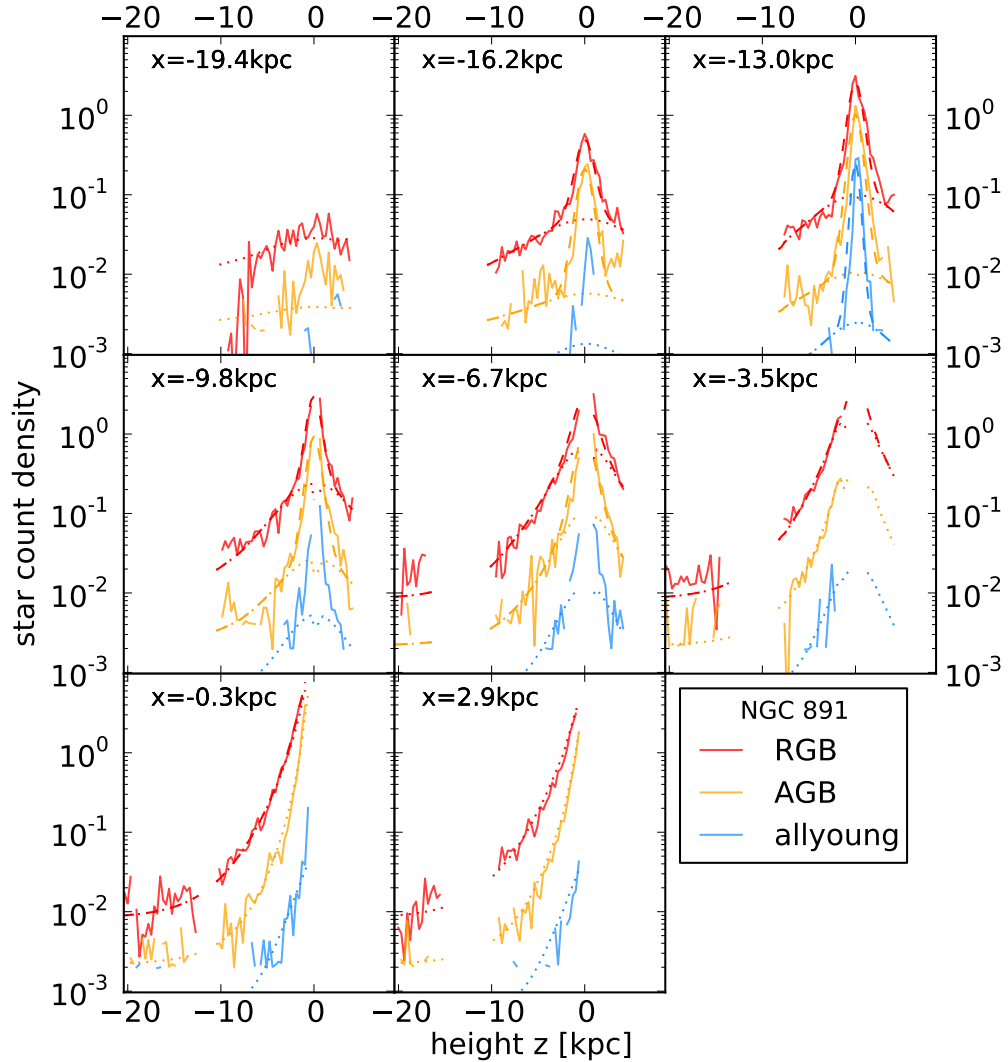 −20 −10 0 −20 −10 0 −20 −10 0
x=-19.4kpc x=-16.2kpc x=-13.0kpc
10^0 10^0
10^-1 10^-1
10^-2 10^-2
10^-3 10^-3
x=-9.8kpc x=-6.7kpc x=-3.5kpc
10^0 10^0
10^-1 10^-1
10^-2 10^-2
10^-3 10^-3
star count density
x=-0.3kpc x=2.9kpc
10^0
10^-1
10^-2
10^-3
NGC 891
RGB
AGB
allyoung
−20 −10 0 −20 −10 0
height z [kpc]